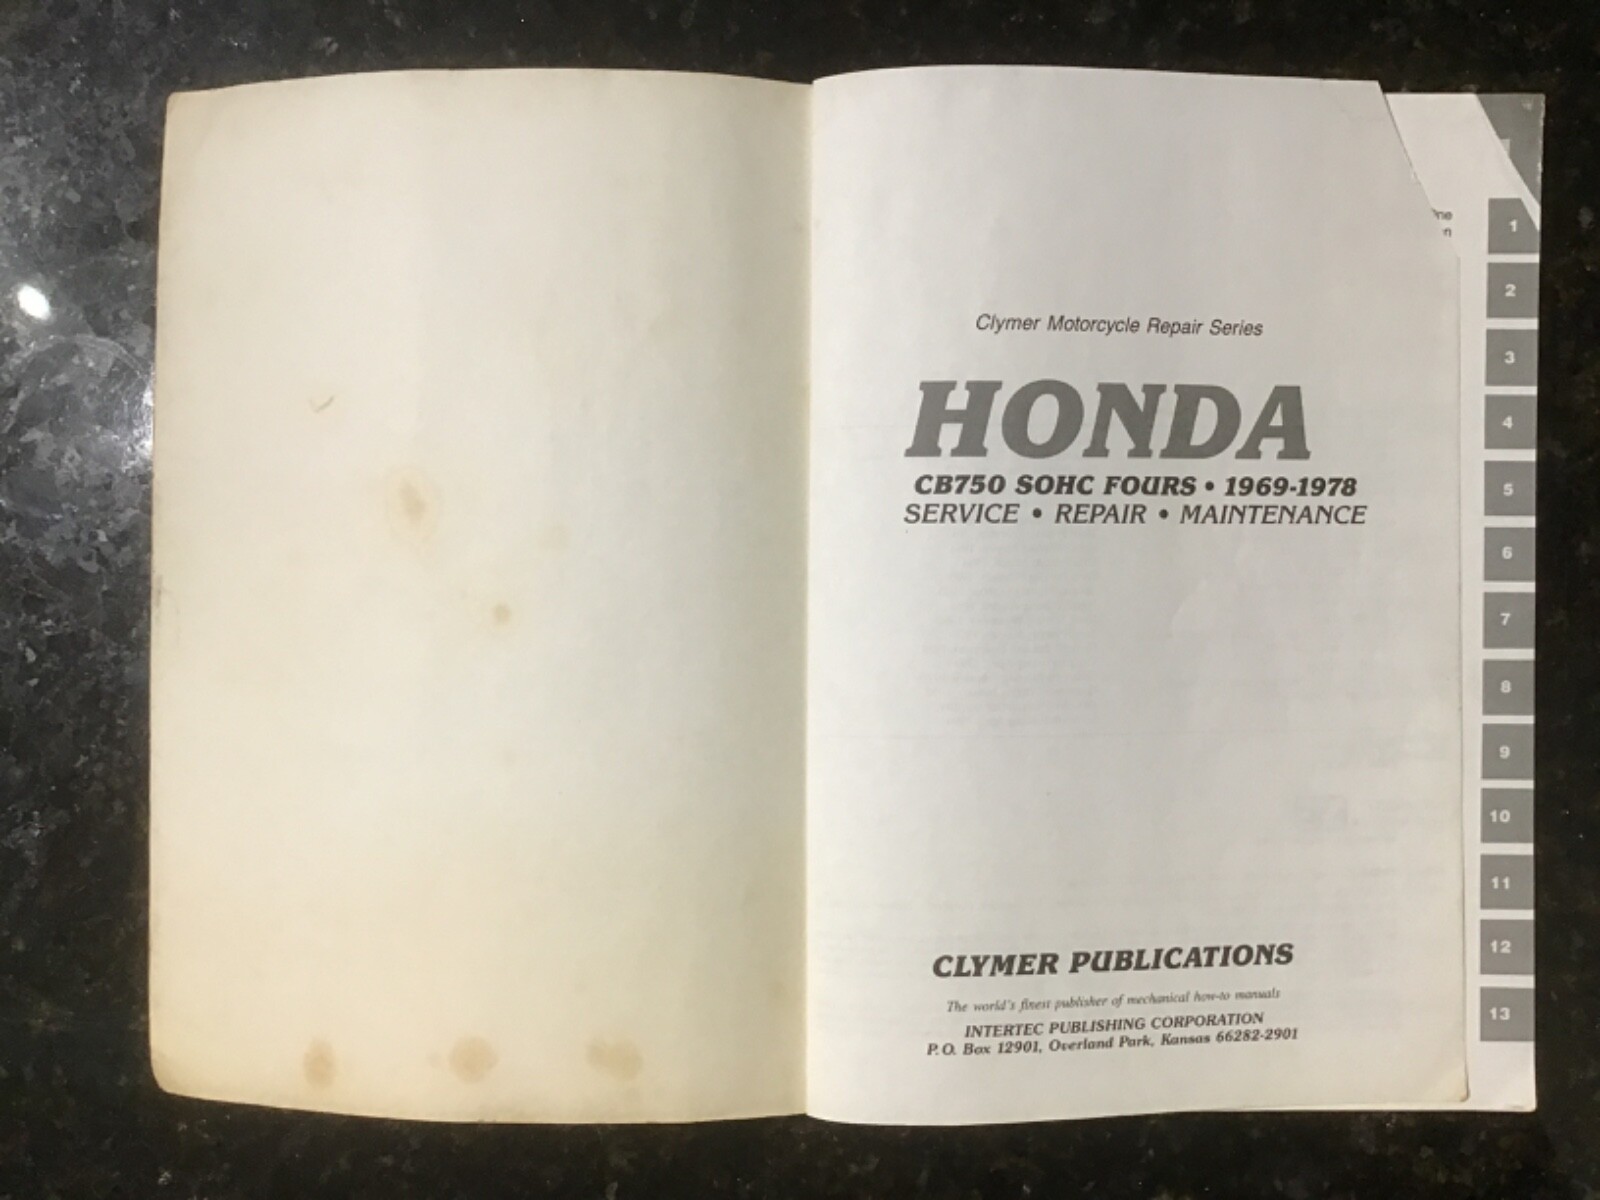 Clymer Motorcycle Repair Series
HONDA
CB750 SOHC FOURS • 1969-1978
SERVICE • REPAIR • MAINTENANCE
CLYMER PUBLICATIONS
The world's finest publisher of mechanical how-to manuals
INTERTEC PUBLISHING CORPORATION
P.O. Box 12901, Overland Park, Kansas 66282-2901
1
2
3
4
5
6
7
8
9
10
11
12
13